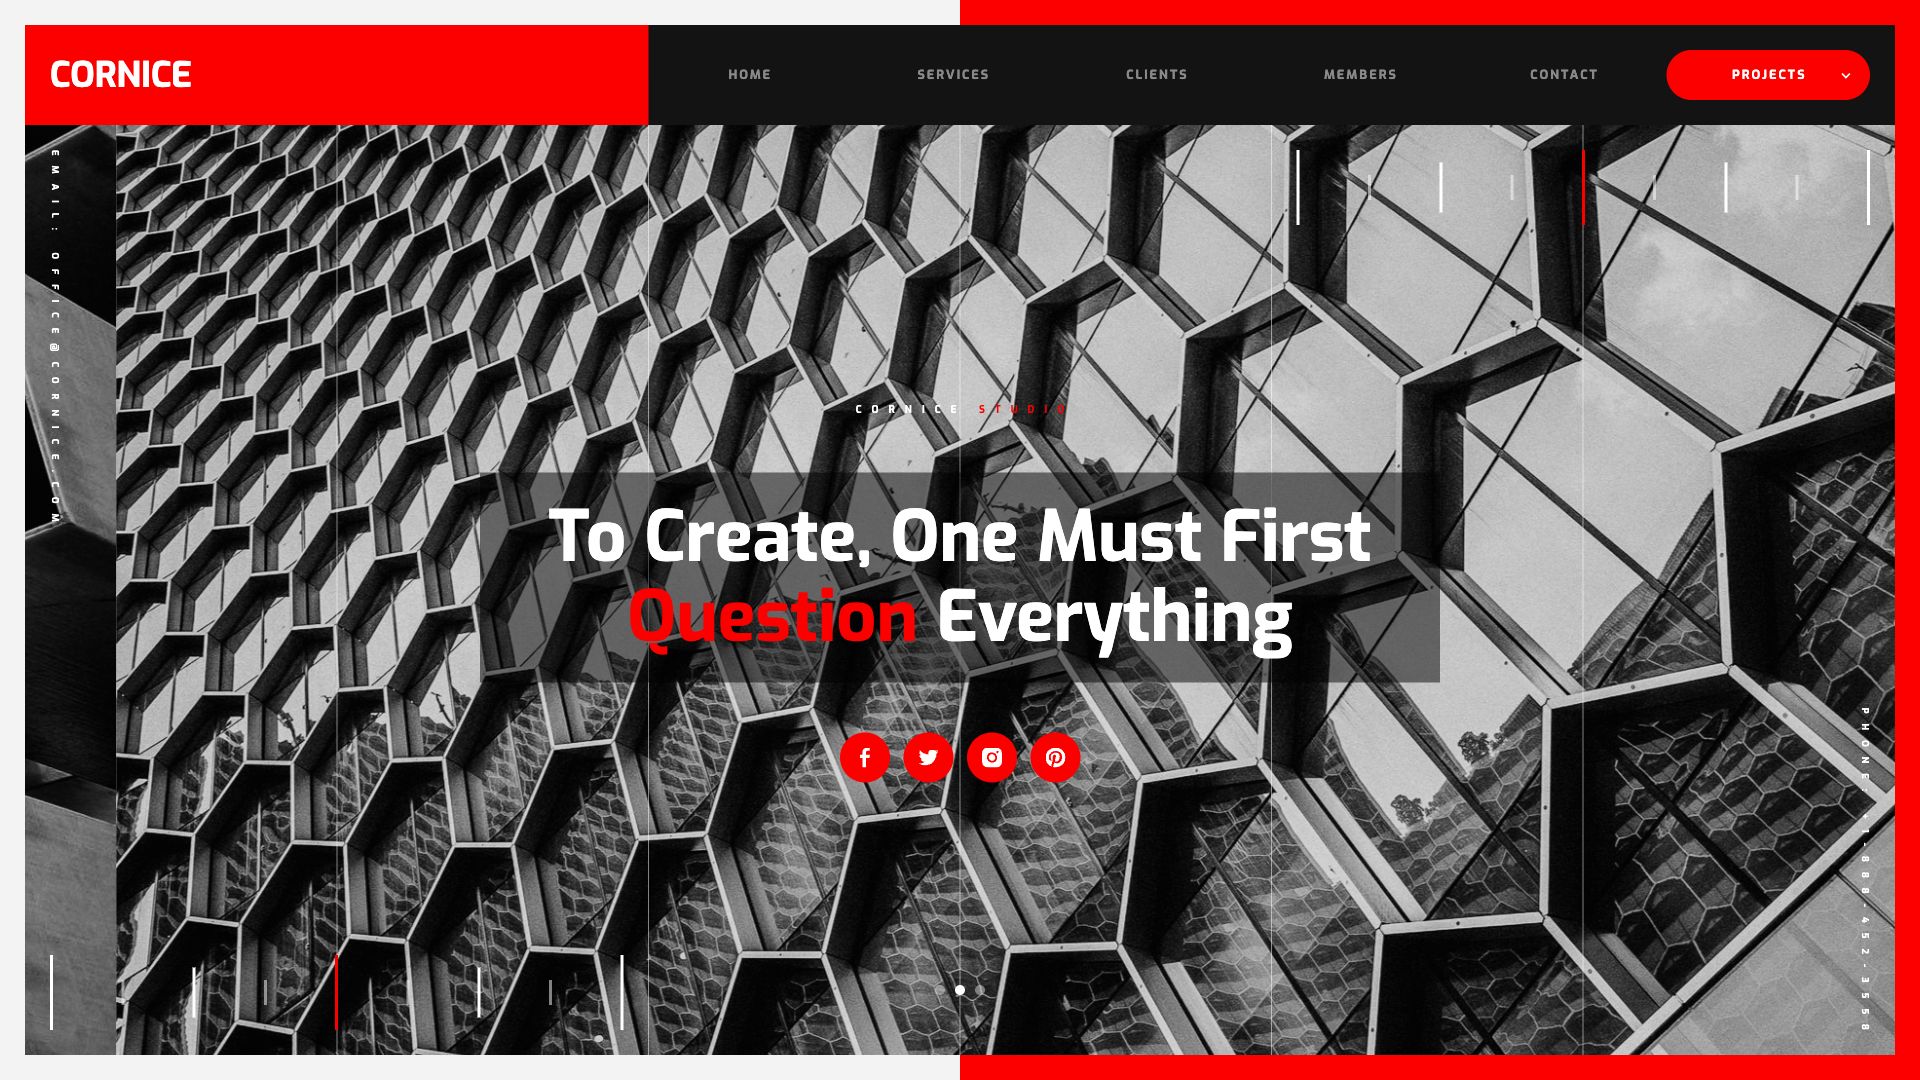 CORNICE
HOME
SERVICES
CLIENTS
MEMBERS
CONTACT
PROJECTS
EMAIL: OFFICE@CORNICE.COM
CORNICE STUDIO
To Create, One Must First
Question Everything
PHONE: +1-888-452-3558